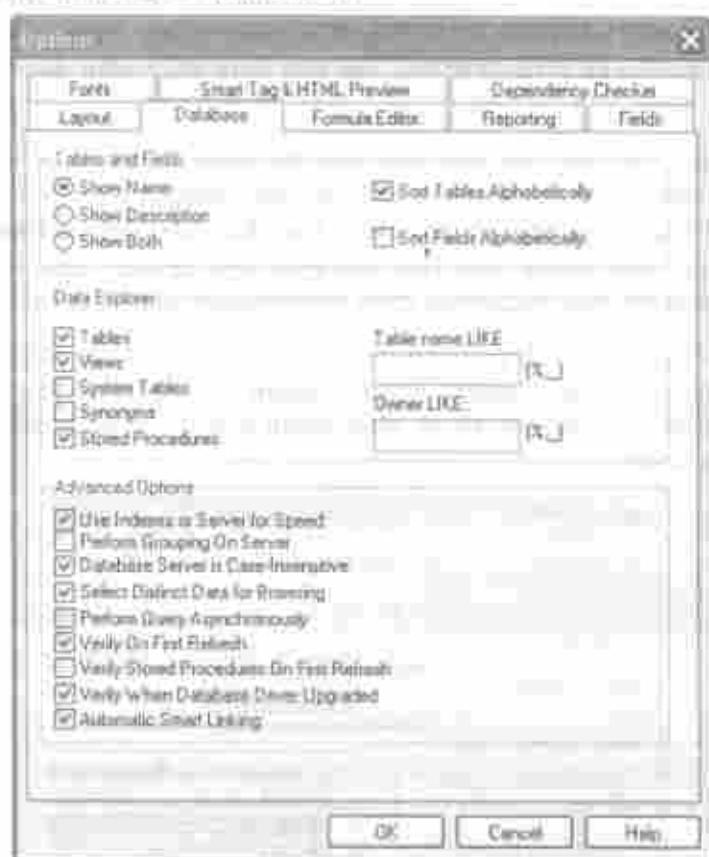 Options
Fonts Smart Tag & HTML Preview Dependency Checker
Layout Database Formula Editor Reporting Fields
Tables and Fields
Show Name
Show Description
Show Both
Sort Tables Alphabetically
Sort Fields Alphabetically
Data Explorer
Tables
Views
System Tables
Synonyms
Stored Procedures
Table name LIKE
(%_)
Owner LIKE:
(%_)
Advanced Options
Use Indexes or Server for Speed
Perform Grouping On Server
Database Server is Case-Insensitive
Select Distinct Data for Browsing
Perform Query Asynchronously
Verify On First Refresh
Verify Stored Procedures On First Refresh
Verify When Database Driver Upgraded
Automatic Smart Linking
OK Cancel Help